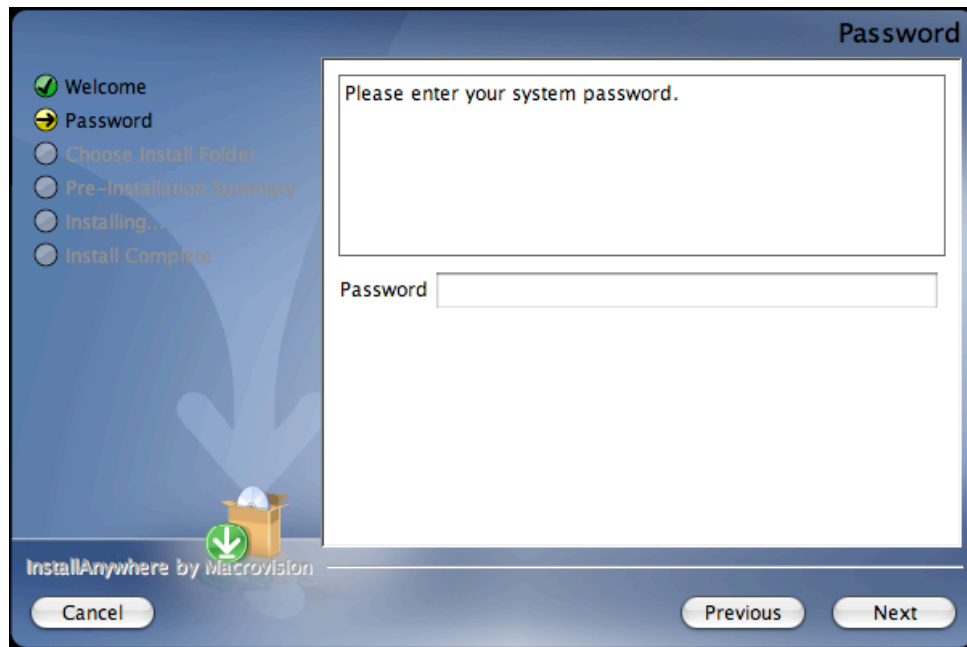 Password
Welcome
Password
Choose Install Folder
Pre-Installation Summary
Installing...
Install Complete
Please enter your system password.
Password
InstallAnywhere by Macrovision
Cancel
Previous
Next